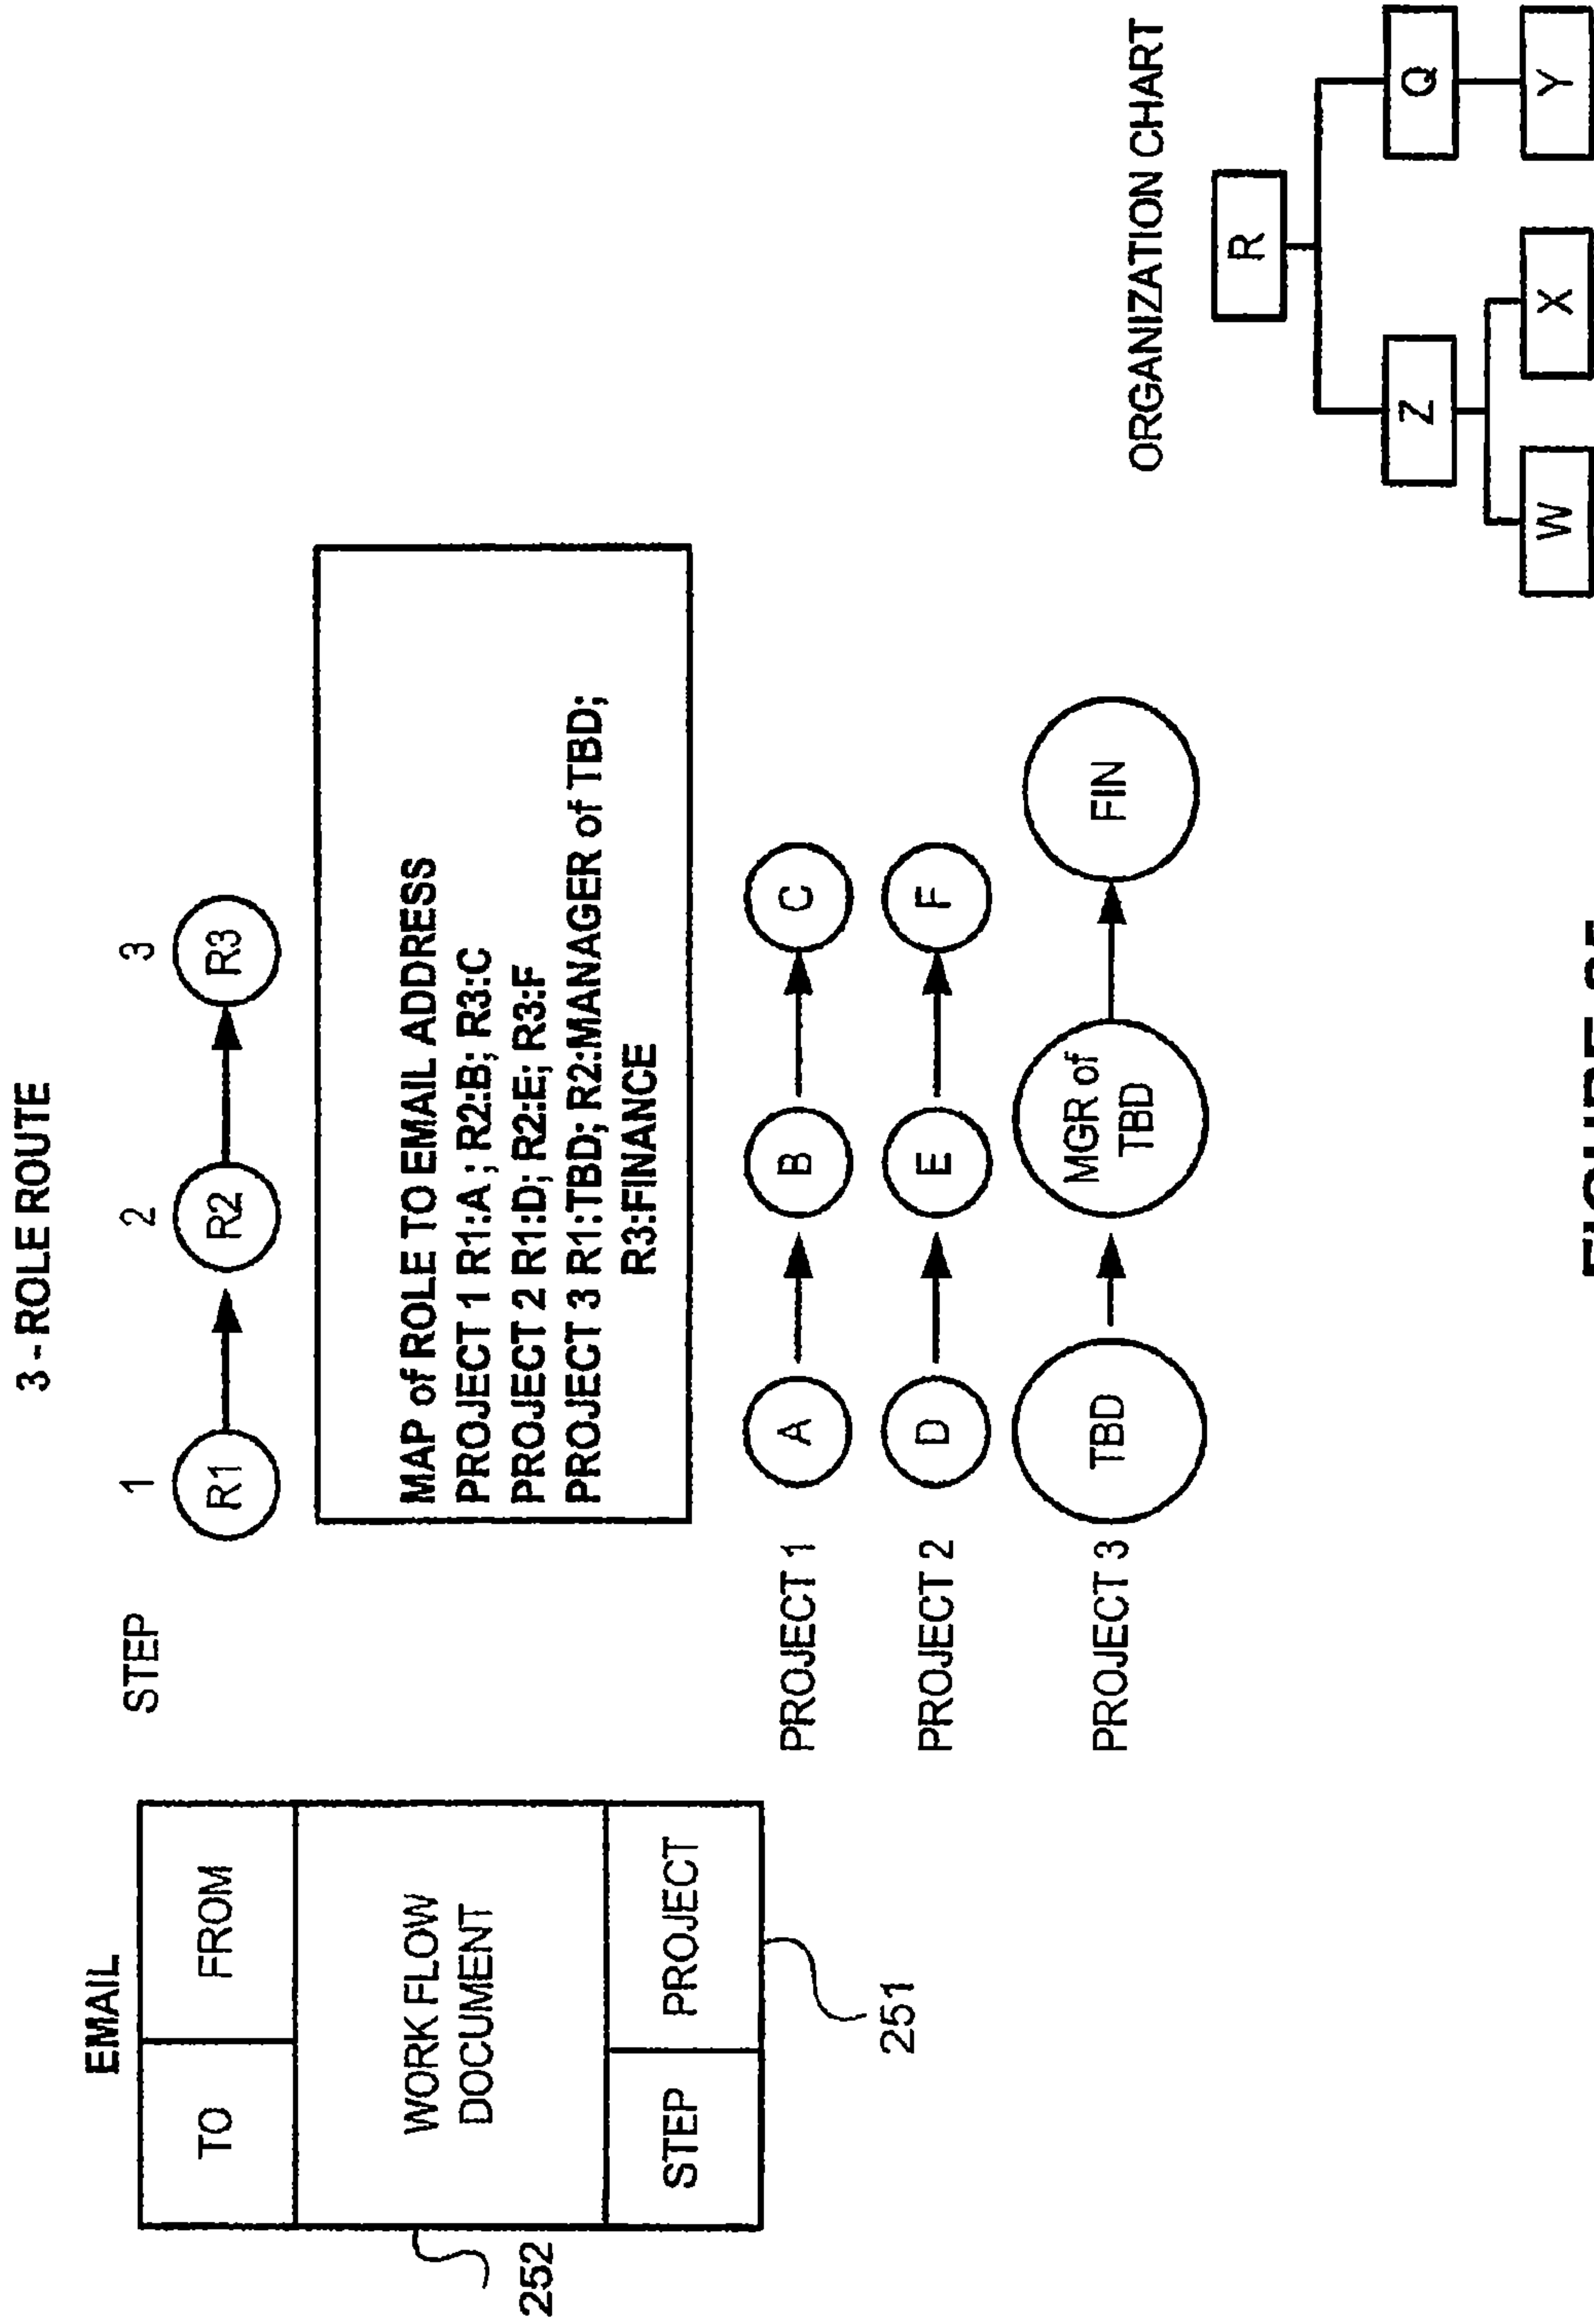 3 - ROLE ROUTE
EMAIL
TO
FROM
WORK FLOW
DOCUMENT
STEP
PROJECT
252
251
STEP
1
2
3
R1
R2
R3
MAP of ROLE TO EMAIL ADDRESS
PROJECT 1 R1:A ; R2:B; R3:C
PROJECT 2 R1:D; R2:E; R3:F
PROJECT 3 R1:TBD; R2:MANAGER of TBD;
R3:FINANCE
PROJECT 1
A
B
C
PROJECT 2
D
E
F
PROJECT 3
TBD
MGR of
TBD
FIN
ORGANIZATION CHART
R
Z
Q
W
X
Y